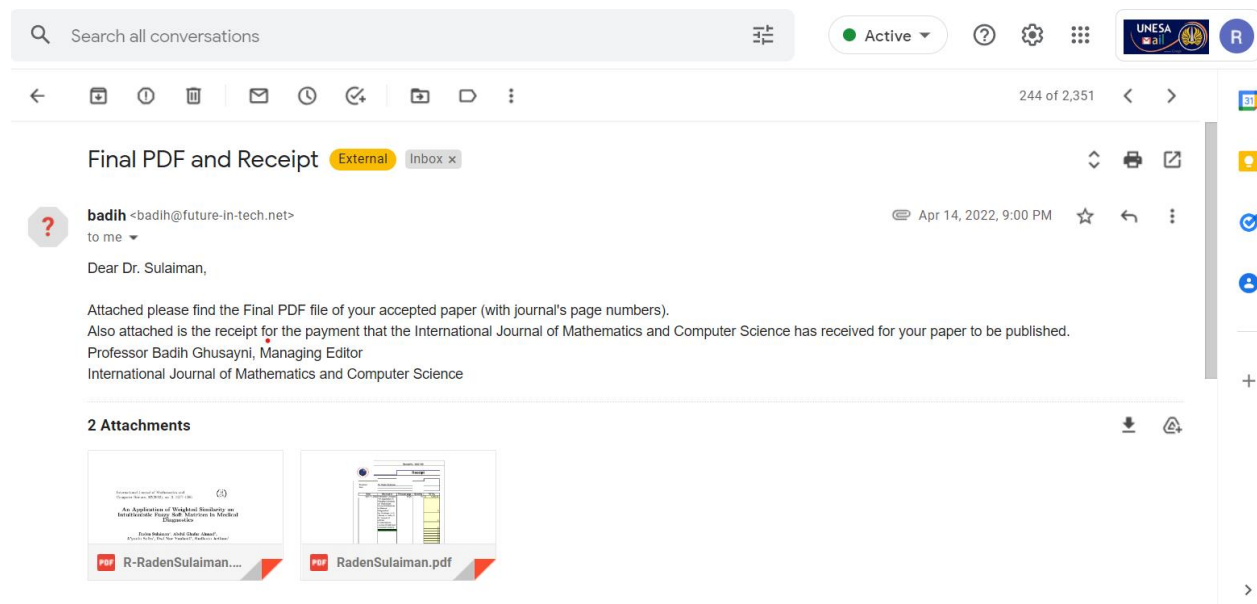 Search all conversations
Active
UNESA
Mail
R
244 of 2,351
31
Final PDF and Receipt External Inbox x
badih <badih@future-in-tech.net>
Apr 14, 2022, 9:00 PM
to me
Dear Dr. Sulaiman,
Attached please find the Final PDF file of your accepted paper (with journal's page numbers).
Also attached is the receipt for the payment that the International Journal of Mathematics and Computer Science has received for your paper to be published.
Professor Badih Ghusayni, Managing Editor
International Journal of Mathematics and Computer Science
2 Attachments
An Application of Weighted Similarity on
Intuitionistic Fuzzy Soft Matrices in Medical
Diagnostics
Receipt
PDF R-RadenSulaiman....
PDF RadenSulaiman.pdf